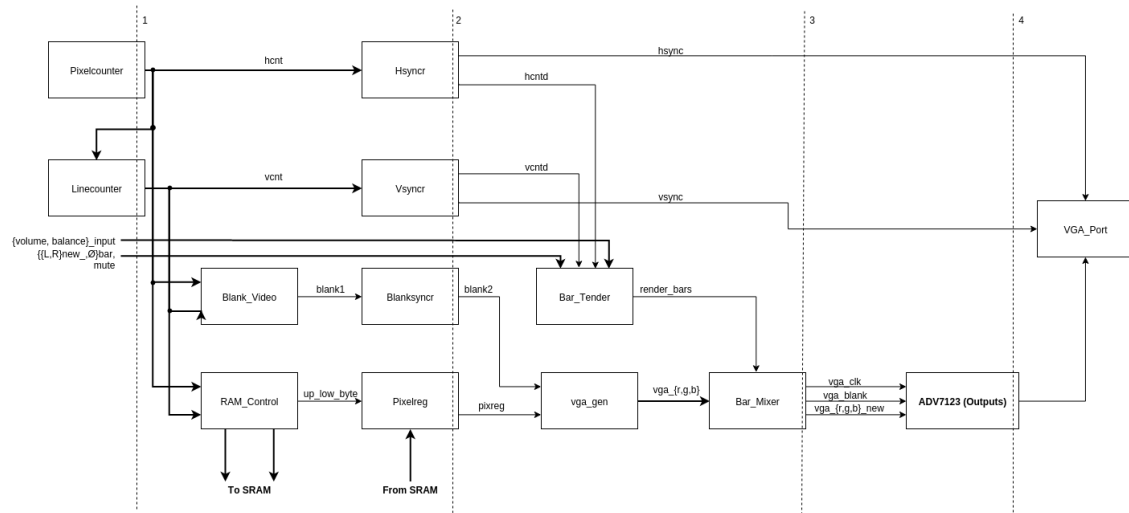 1
2
3
4
Pixelcounter
hcnt
Hsyncr
hsync
hcntd
Linecounter
vcnt
Vsyncr
vcntd
vsync
VGA_Port
{volume, balance}_input
{{L,R}new_,Ø}bar,
mute
Blank_Video
blank1
Blanksyncr
blank2
Bar_Tender
render_bars
RAM_Control
up_low_byte
Pixelreg
pixreg
vga_gen
vga_{r,g,b}
Bar_Mixer
vga_clk
vga_blank
vga_{r,g,b}_new
ADV7123 (Outputs)
To SRAM
From SRAM